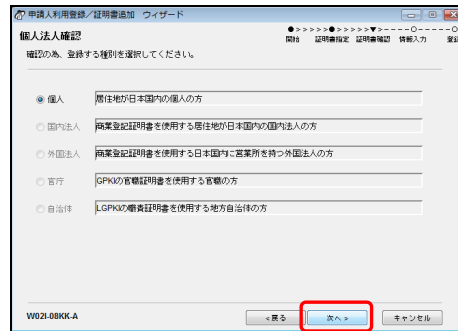 申請人利用登録／証明書追加 ウィザード
個人法人確認
●>>>>>●>>>>>▼>----○-----○
開始 証明書指定 証明書確認 情報入力 登
確認の為、登録する種別を選択してください。
個人 居住地が日本国内の個人の方
国内法人 商業登記証明書を使用する居住地が日本国内の国内法人の方
外国法人 商業登記証明書を使用する日本国内に営業所を持つ外国法人の方
官庁 GPKIの官職証明書を使用する官職の方
自治体 LGPKIの職責証明書を使用する地方自治体の方
W02I-08KK-A
<戻る 次へ> キャンセル